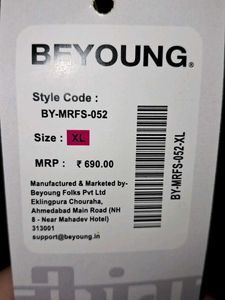 BEYOUNG®
Style Code :
BY-MRFS-052
Size : XL
MRP : ₹ 690.00
Manufactured & Marketed by-
Beyoung Folks Pvt Ltd
Eklingpura Chouraha,
Ahmedabad Main Road (NH
8 - Near Mahadev Hotel)
313001
support@beyoung.in
BY-MRFS-052-XL